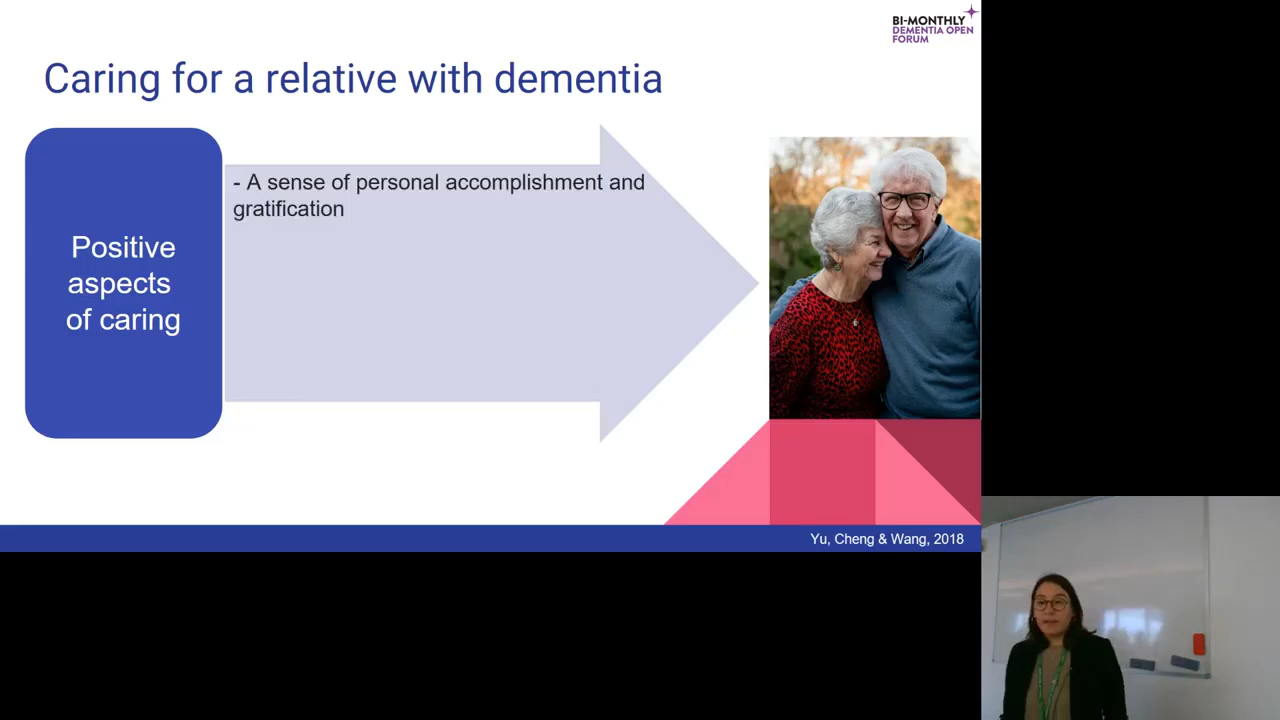 BI-MONTHLY
DEMENTIA OPEN
FORUM
Caring for a relative with dementia
Positive
aspects
of caring
- A sense of personal accomplishment and
gratification
Yu, Cheng & Wang, 2018